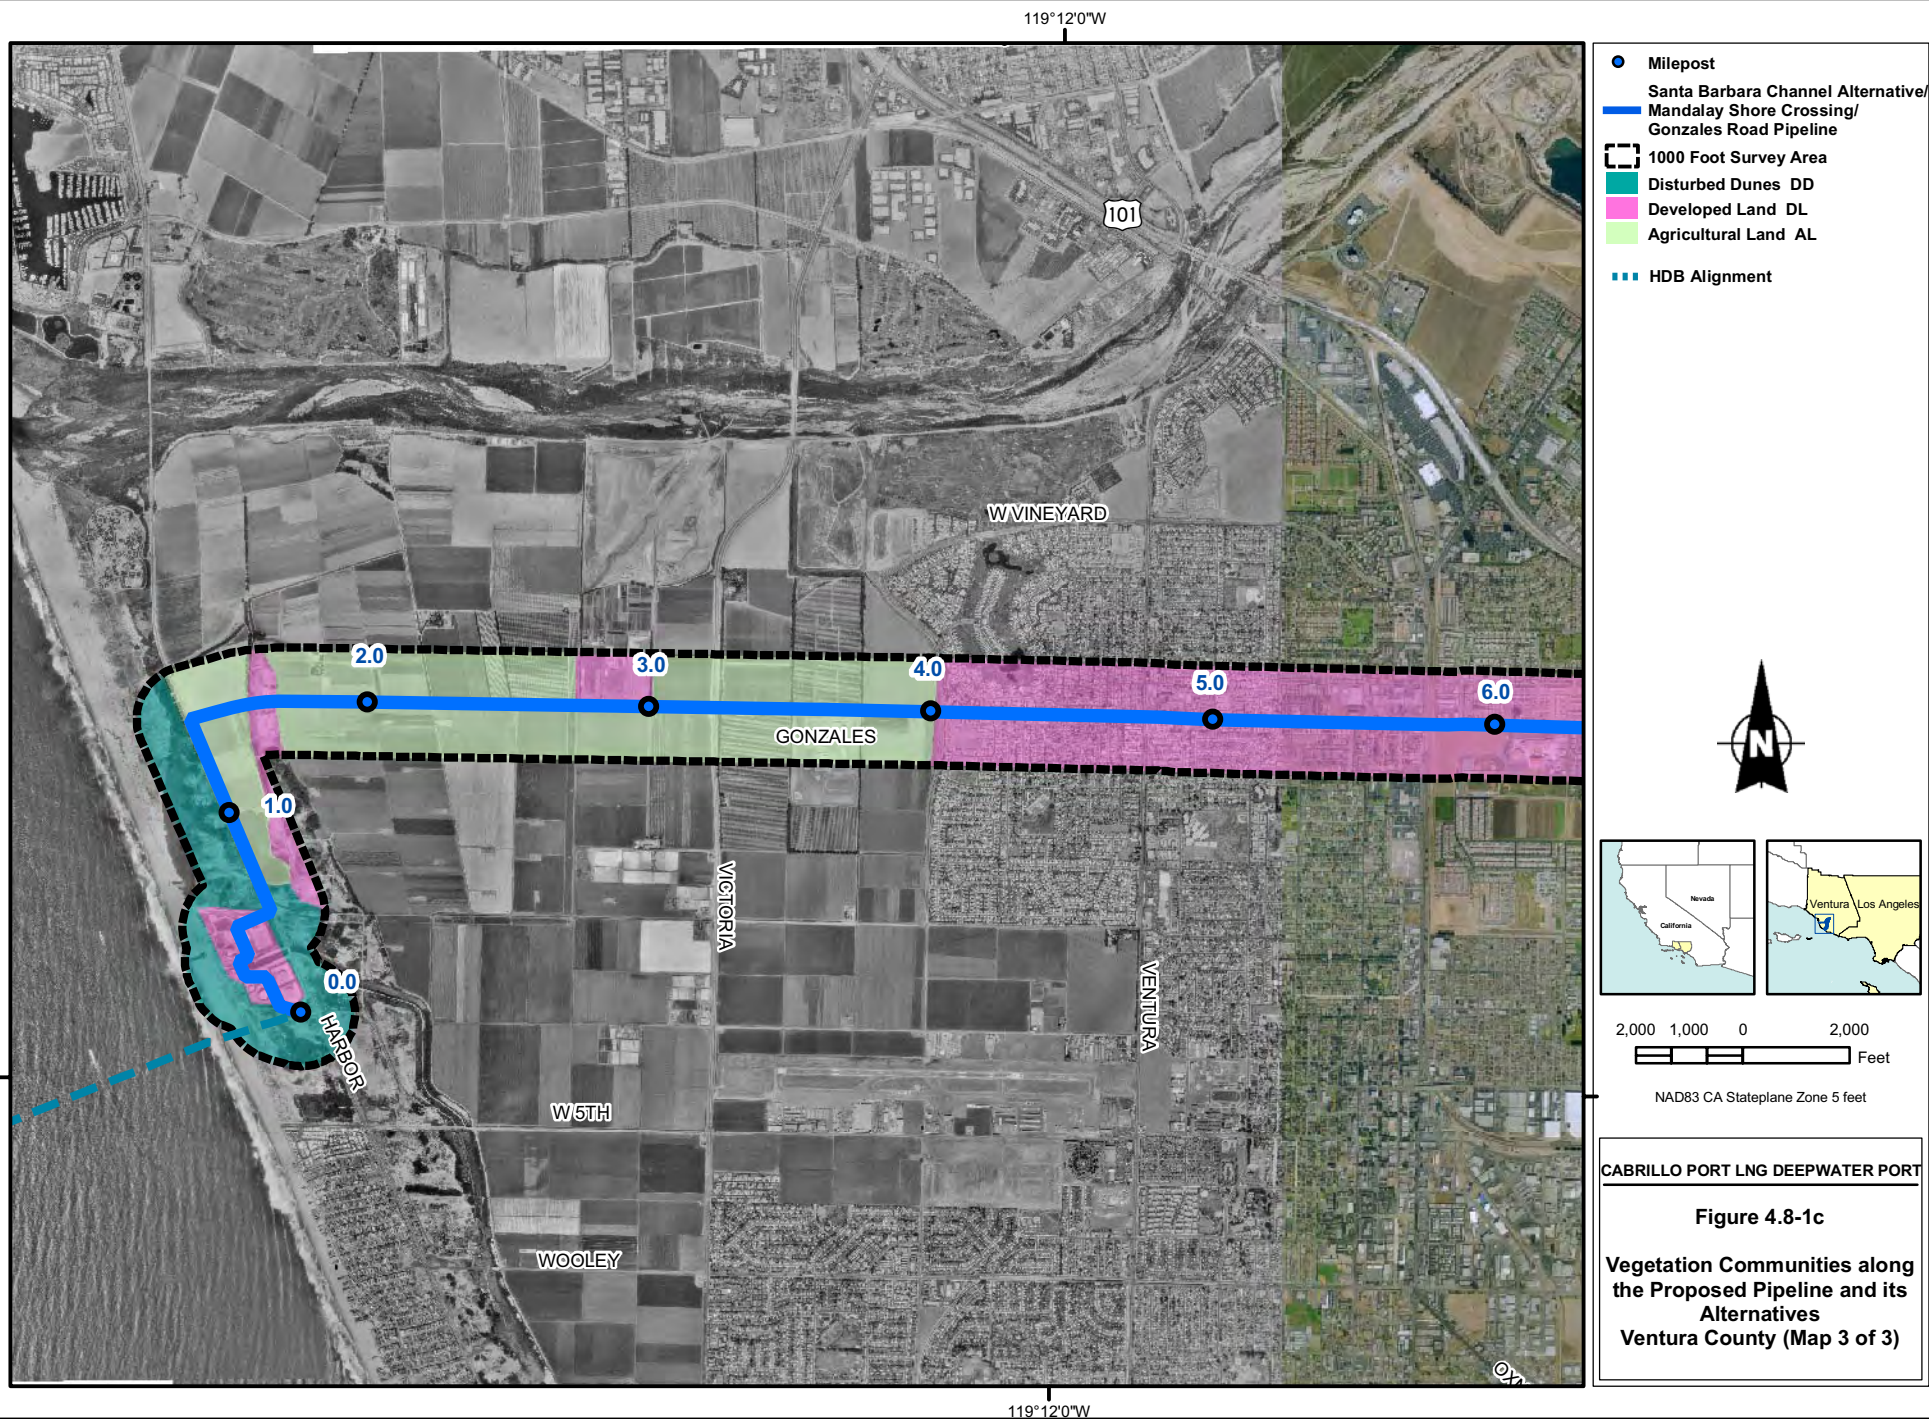 119°12'0"W
101
W VINEYARD
2.0
3.0
4.0
5.0
6.0
GONZALES
1.0
0.0
HARBOR
VICTORIA
VENTURA
W 5TH
WOOLEY
119°12'0"W
Milepost
Santa Barbara Channel Alternative/
Mandalay Shore Crossing/
Gonzales Road Pipeline
1000 Foot Survey Area
Disturbed Dunes DD
Developed Land DL
Agricultural Land AL
HDB Alignment
N
Nevada
California
Ventura
Los Angeles
2,000 1,000 0 2,000
Feet
NAD83 CA Stateplane Zone 5 feet
CABRILLO PORT LNG DEEPWATER PORT
Figure 4.8-1c
Vegetation Communities along
the Proposed Pipeline and its
Alternatives
Ventura County (Map 3 of 3)